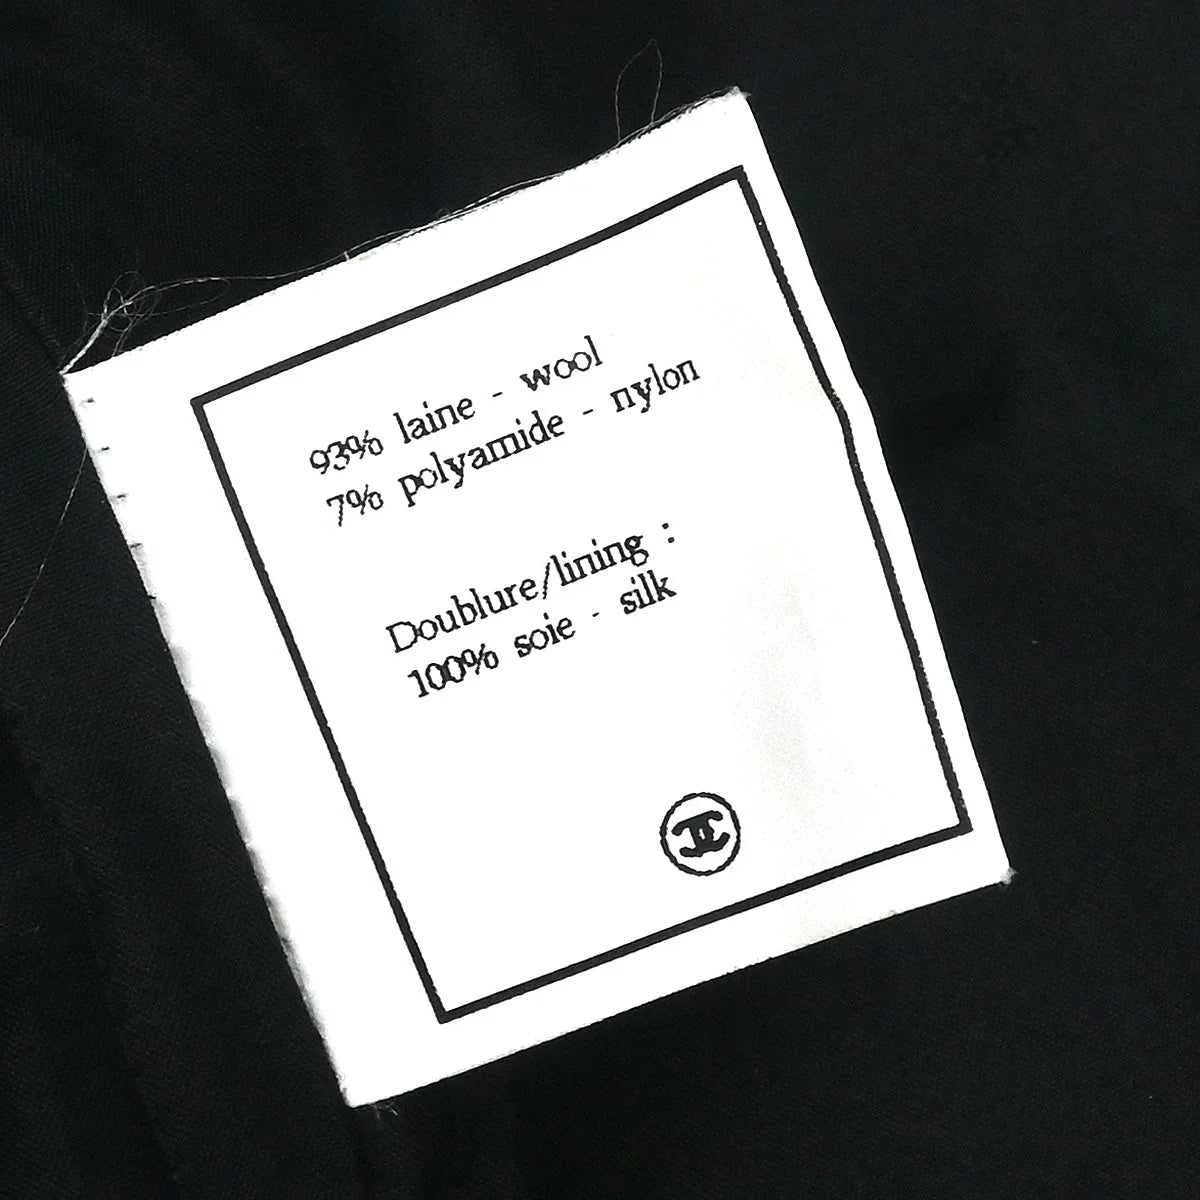 93% laine - wool
7% polyamide - nylon
Doublure/lining :
100% soie - silk